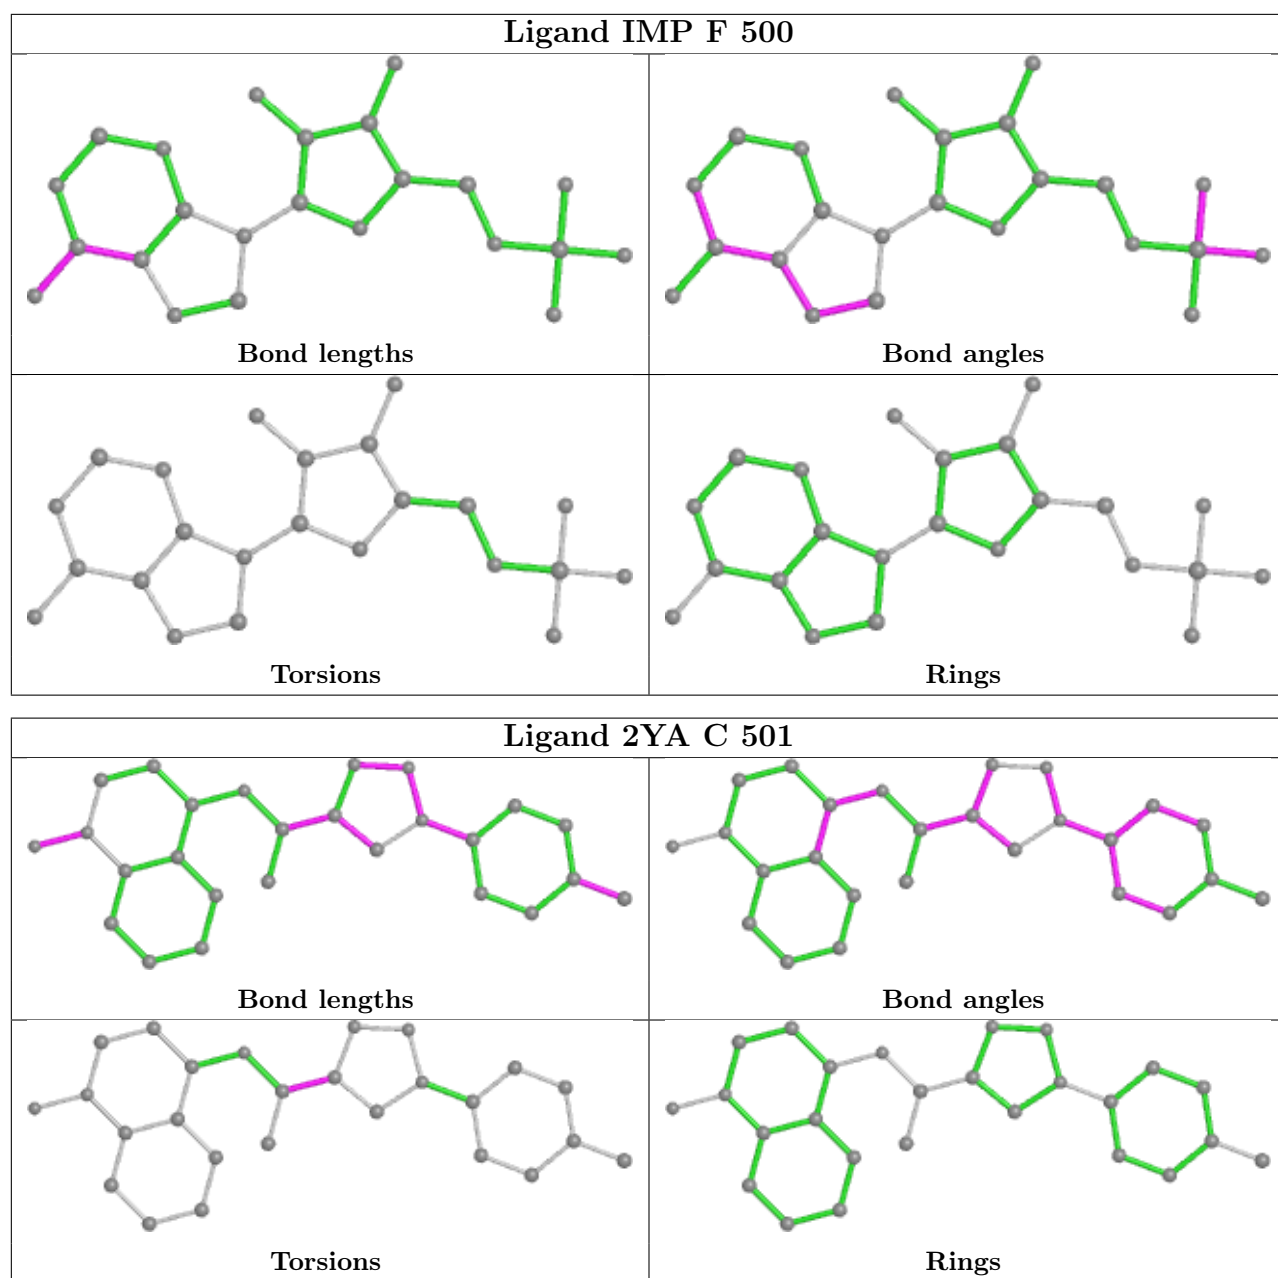 Ligand IMP F 500
Bond lengths
Bond angles
Torsions
Rings
Ligand 2YA C 501
Bond lengths
Bond angles
Torsions
Rings